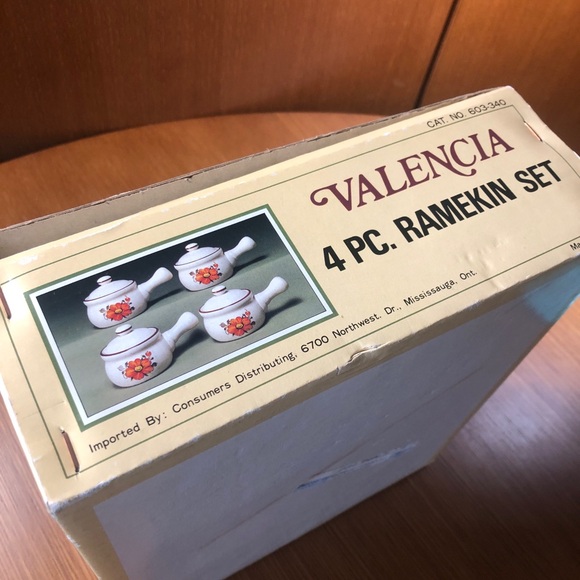 CAT. NO. 603-340
VALENCIA
4 PC. RAMEKIN SET
Imported By: Consumers Distributing, 6700 Northwest. Dr., Mississauga, Ont.